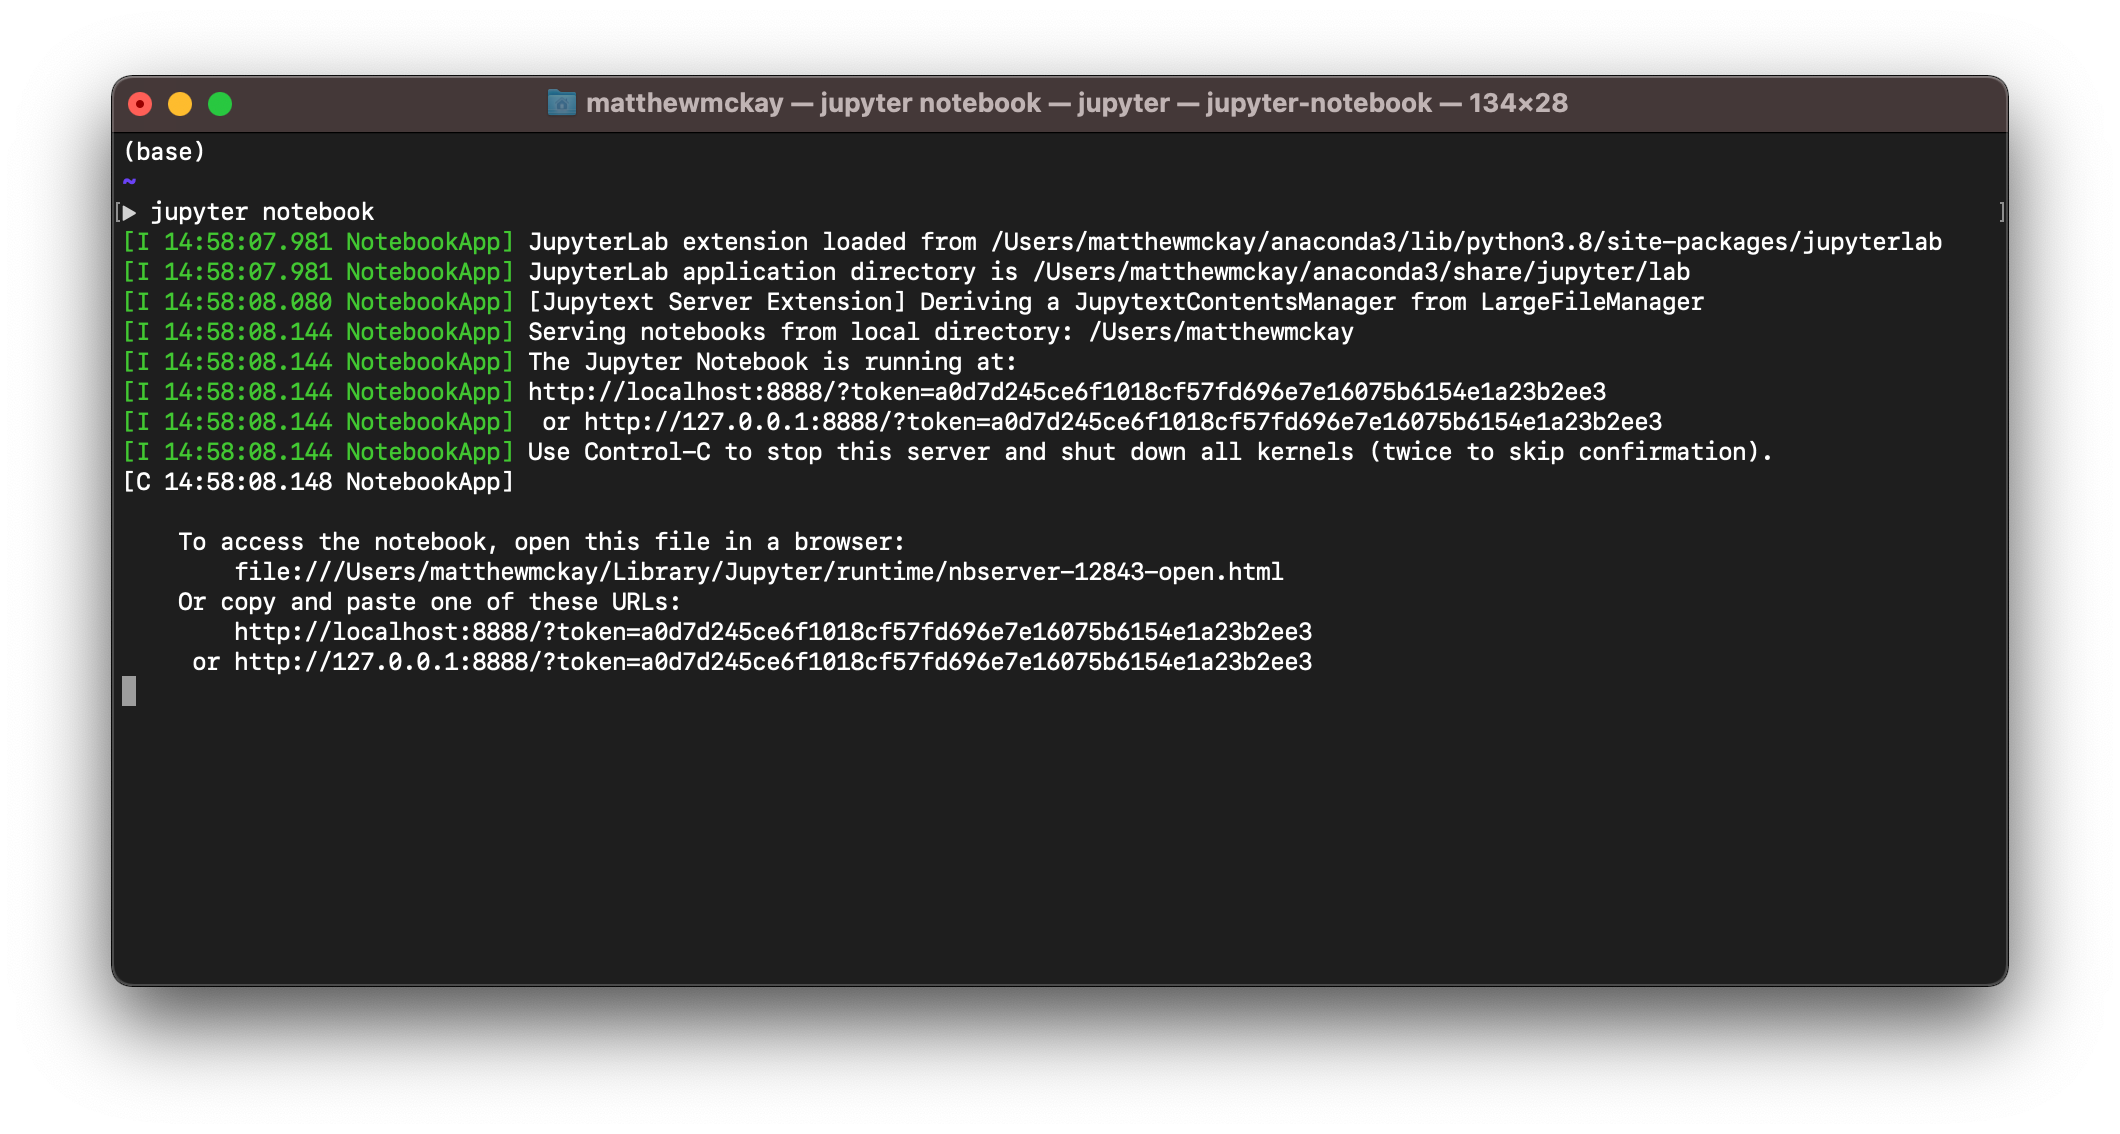 matthewmckay — jupyter notebook — jupyter — jupyter-notebook — 134×28
(base)
~
[▶ jupyter notebook ]
[I 14:58:07.981 NotebookApp] JupyterLab extension loaded from /Users/matthewmckay/anaconda3/lib/python3.8/site-packages/jupyterlab
[I 14:58:07.981 NotebookApp] JupyterLab application directory is /Users/matthewmckay/anaconda3/share/jupyter/lab
[I 14:58:08.080 NotebookApp] [Jupytext Server Extension] Deriving a JupytextContentsManager from LargeFileManager
[I 14:58:08.144 NotebookApp] Serving notebooks from local directory: /Users/matthewmckay
[I 14:58:08.144 NotebookApp] The Jupyter Notebook is running at:
[I 14:58:08.144 NotebookApp] http://localhost:8888/?token=a0d7d245ce6f1018cf57fd696e7e16075b6154e1a23b2ee3
[I 14:58:08.144 NotebookApp]  or http://127.0.0.1:8888/?token=a0d7d245ce6f1018cf57fd696e7e16075b6154e1a23b2ee3
[I 14:58:08.144 NotebookApp] Use Control-C to stop this server and shut down all kernels (twice to skip confirmation).
[C 14:58:08.148 NotebookApp]
To access the notebook, open this file in a browser:
file:///Users/matthewmckay/Library/Jupyter/runtime/nbserver-12843-open.html
Or copy and paste one of these URLs:
http://localhost:8888/?token=a0d7d245ce6f1018cf57fd696e7e16075b6154e1a23b2ee3
or http://127.0.0.1:8888/?token=a0d7d245ce6f1018cf57fd696e7e16075b6154e1a23b2ee3